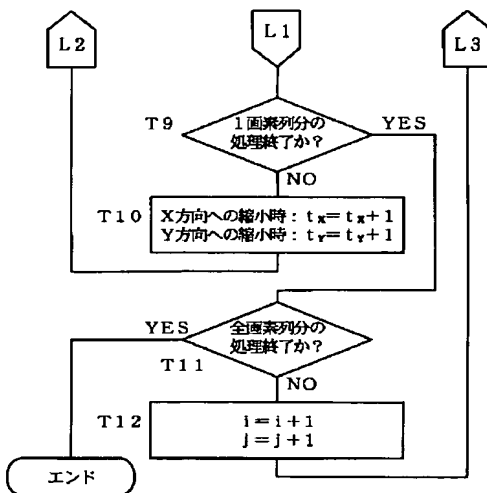 L2
L1
L3
T9
1画素列分の
処理終了か?
YES
NO
T10
X方向への縮小時：tX＝tX＋1
Y方向への縮小時：tY＝tY＋1
YES
全画素列分の
処理終了か?
T11
NO
T12
i＝i＋1
j＝j＋1
エンド